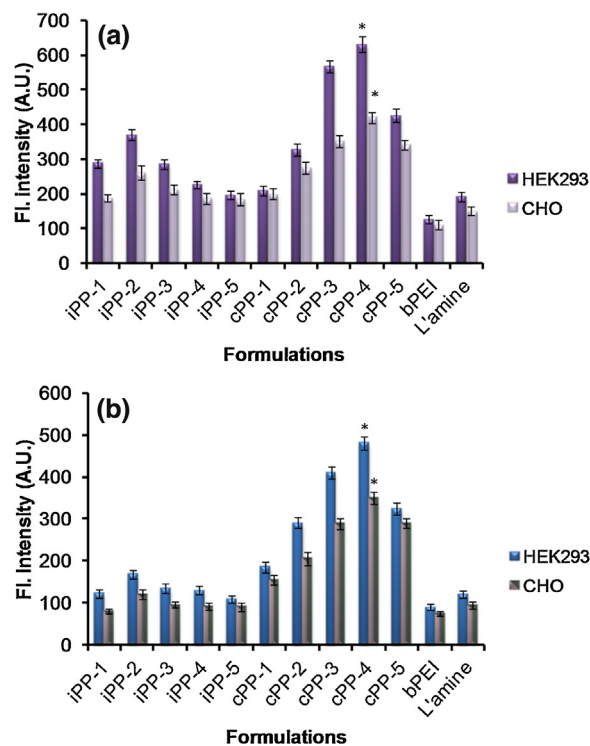 (a)
Fl. intensity (A.U.)
700
600
500
400
300
200
100
0
*
*
iPP-1
iPP-2
iPP-3
iPP-4
iPP-5
cPP-1
cPP-2
cPP-3
cPP-4
cPP-5
bPEI
L'amine
Formulations
HEK293
CHO
(b)
Fl. Intensity (A.U.)
600
500
400
300
200
100
0
*
*
iPP-1
iPP-2
iPP-3
iPP-4
iPP-5
cPP-1
cPP-2
cPP-3
cPP-4
cPP-5
bPEI
L'amine
Formulations
HEK293
CHO